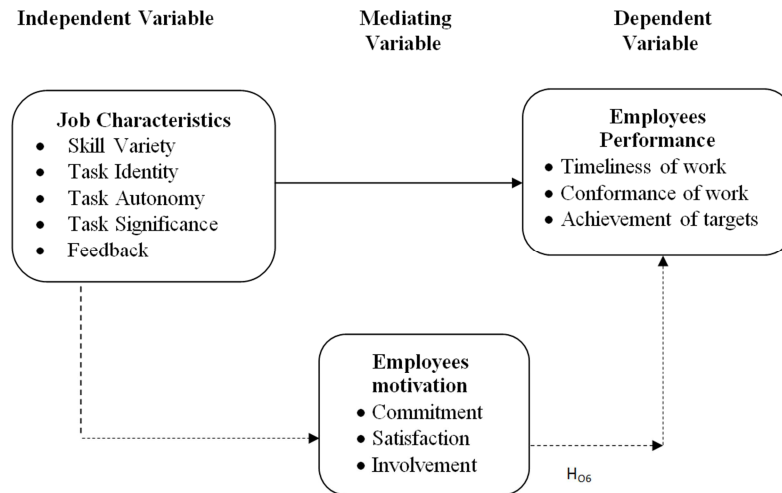 Independent Variable
Mediating
Variable
Dependent
Variable
Job Characteristics
• Skill Variety
• Task Identity
• Task Autonomy
• Task Significance
• Feedback
Employees
Performance
• Timeliness of work
• Conformance of work
• Achievement of targets
Employees
motivation
• Commitment
• Satisfaction
• Involvement
H₀₆